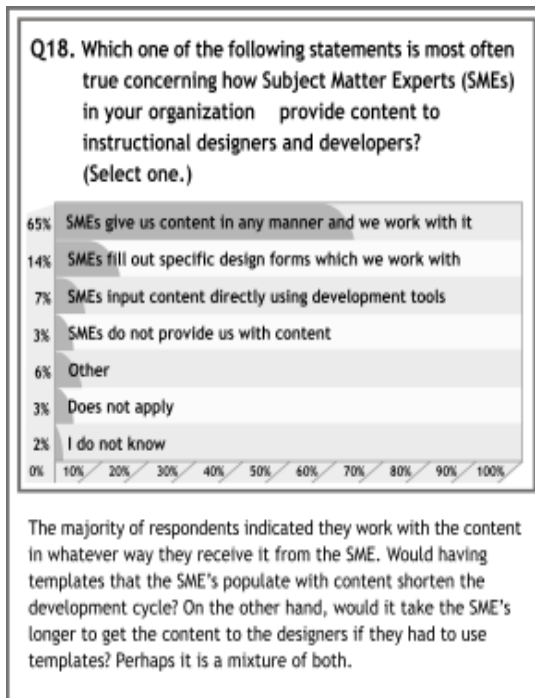 Q18. Which one of the following statements is most often
true concerning how Subject Matter Experts (SMEs)
in your organization provide content to
instructional designers and developers?
(Select one.)
65% SMEs give us content in any manner and we work with it
14% SMEs fill out specific design forms which we work with
7% SMEs input content directly using development tools
3% SMEs do not provide us with content
6% Other
3% Does not apply
2% I do not know
0% 10% 20% 30% 40% 50% 60% 70% 80% 90% 100%
The majority of respondents indicated they work with the content
in whatever way they receive it from the SME. Would having
templates that the SME's populate with content shorten the
development cycle? On the other hand, would it take the SME's
longer to get the content to the designers if they had to use
templates? Perhaps it is a mixture of both.